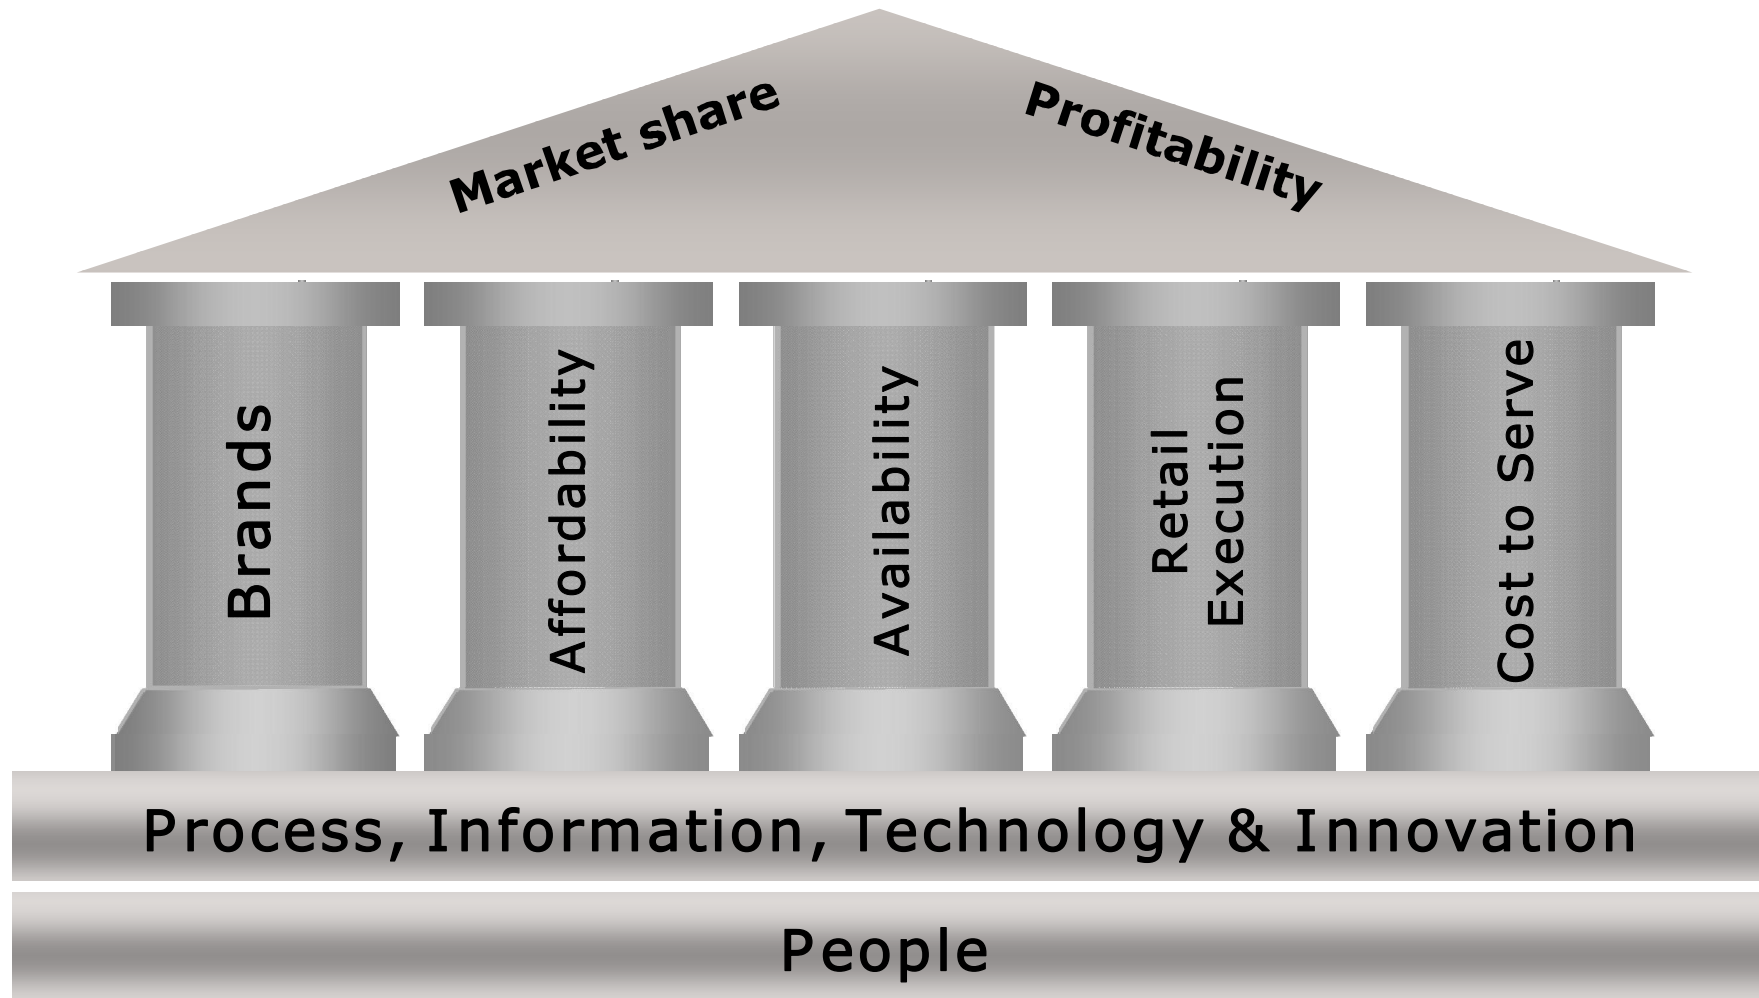 Market share
Profitability
Brands
Affordability
Availability
Retail
Execution
Cost to Serve
Process, Information, Technology & Innovation
People